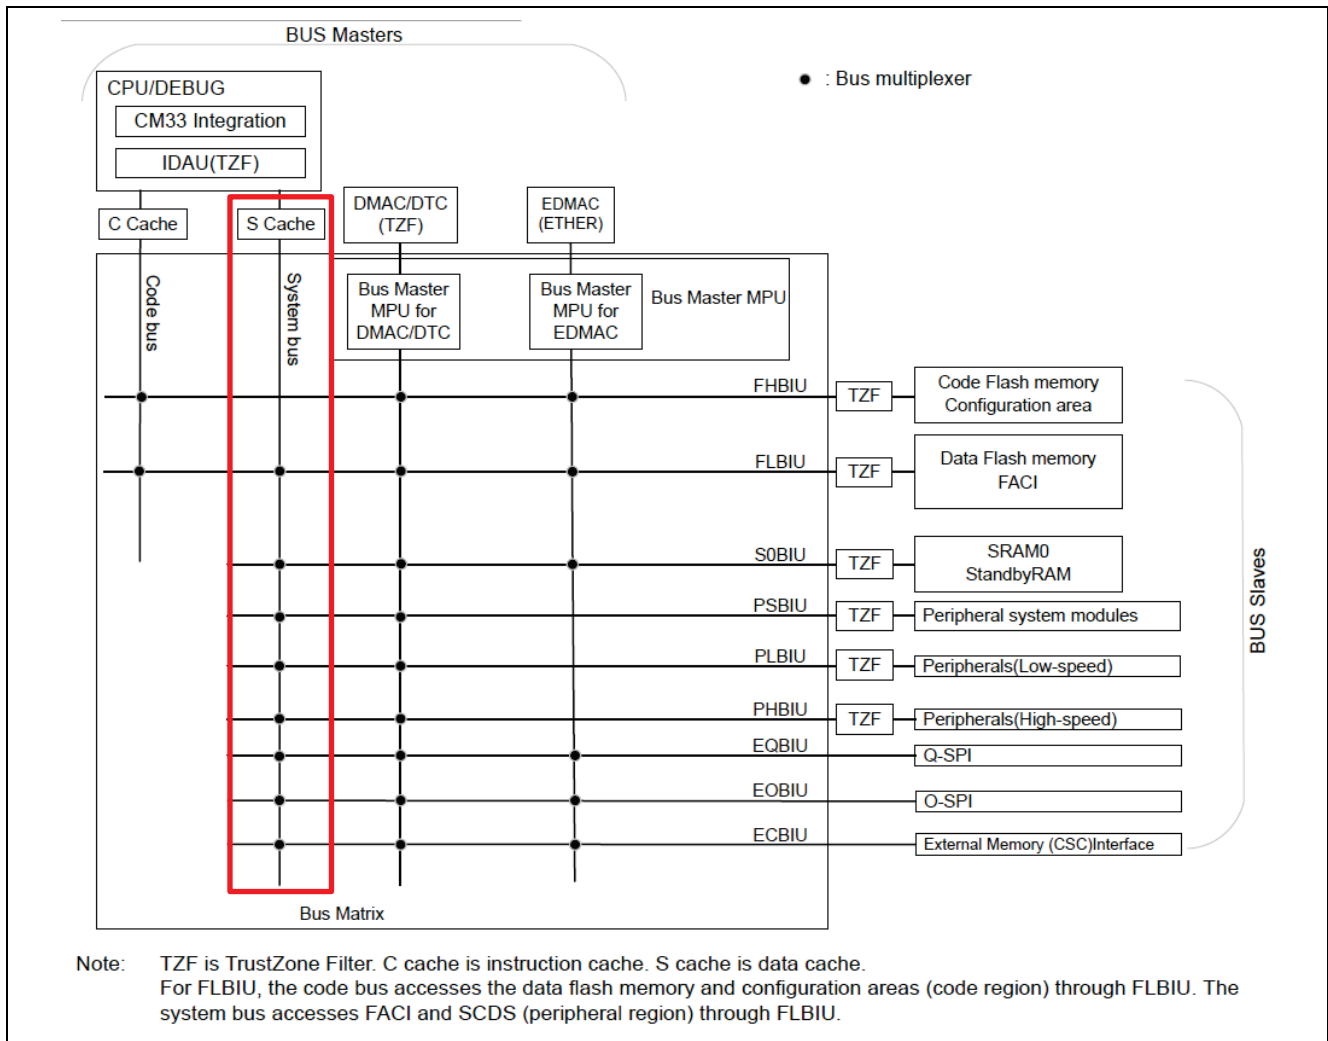 BUS Masters
● : Bus multiplexer
CPU/DEBUG
CM33 Integration
IDAU(TZF)
C Cache
S Cache
DMAC/DTC
(TZF)
EDMAC
(ETHER)
Code bus
System bus
Bus Master
MPU for
DMAC/DTC
Bus Master
MPU for
EDMAC
Bus Master MPU
FHBIU
TZF
Code Flash memory
Configuration area
FLBIU
TZF
Data Flash memory
FACI
S0BIU
TZF
SRAM0
StandbyRAM
PSBIU
TZF
Peripheral system modules
PLBIU
TZF
Peripherals(Low-speed)
PHBIU
TZF
Peripherals(High-speed)
EQBIU
Q-SPI
EOBIU
O-SPI
ECBIU
External Memory (CSC)Interface
BUS Slaves
Bus Matrix
Note: TZF is TrustZone Filter. C cache is instruction cache. S cache is data cache.
For FLBIU, the code bus accesses the data flash memory and configuration areas (code region) through FLBIU. The
system bus accesses FACI and SCDS (peripheral region) through FLBIU.